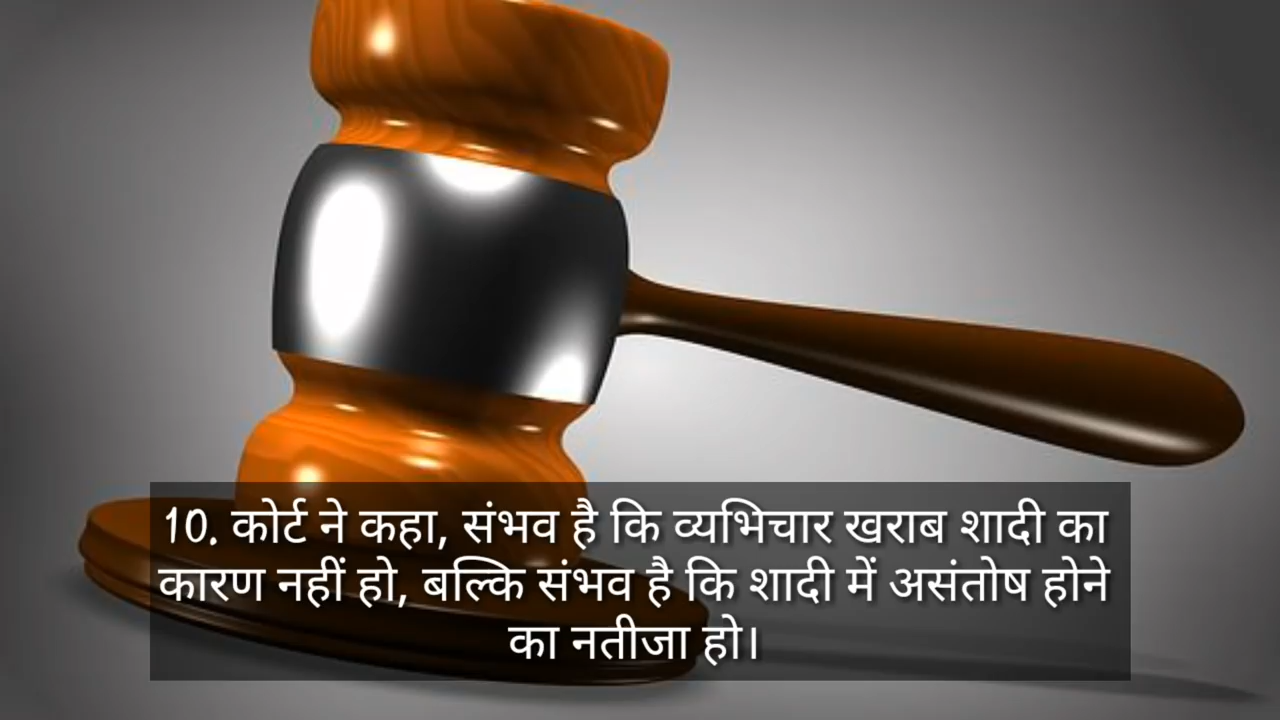 10. कोर्ट ने कहा, संभव है कि व्यभिचार खराब शादी का
कारण नहीं हो, बल्कि संभव है कि शादी में असंतोष होने
का नतीजा हो।